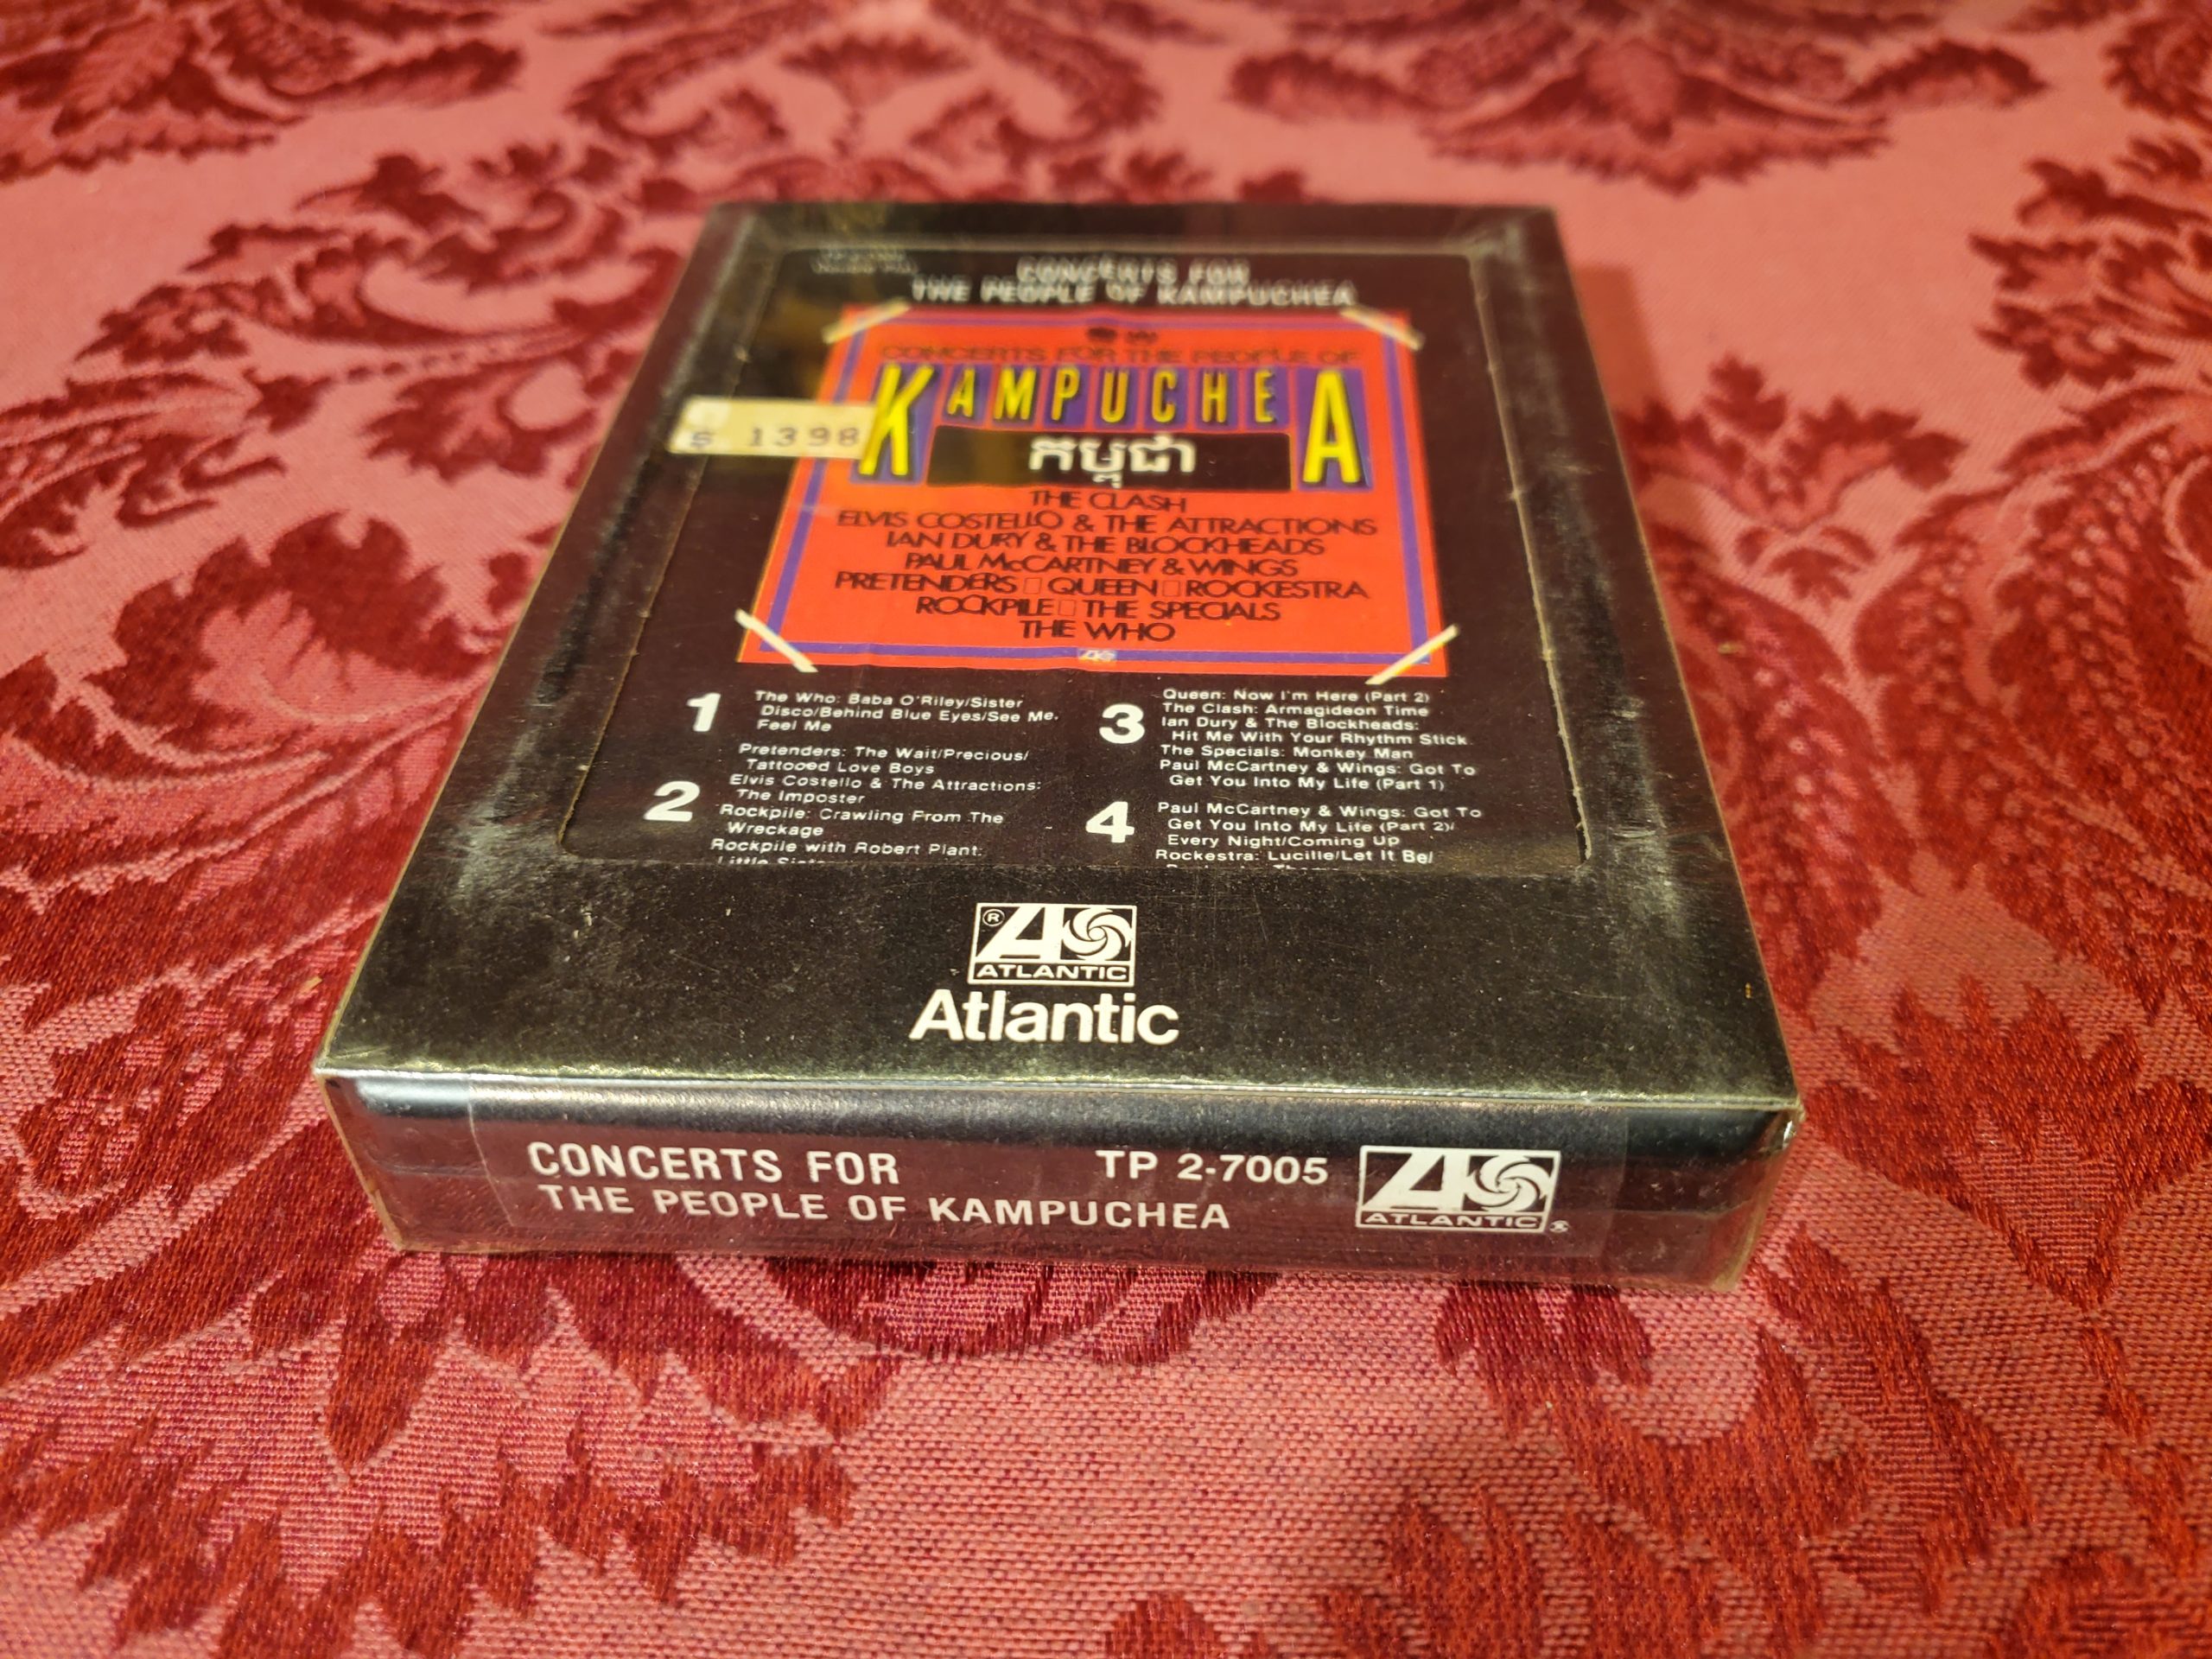 CONCERTS FOR
THE PEOPLE OF KAMPUCHEA
CONCERTS FOR THE PEOPLE OF
KAMPUCHEA
កម្ពុជា
1398
THE CLASH
ELVIS COSTELLO & THE ATTRACTIONS
IAN DURY & THE BLOCKHEADS
PAUL McCARTNEY & WINGS
PRETENDERS QUEEN ROCKESTRA
ROCKPILE THE SPECIALS
THE WHO
1
The Who: Baba O'Riley/Sister
Disco/Behind Blue Eyes/See Me,
Feel Me
Pretenders: The Wait/Precious/
Tattooed Love Boys
2
Elvis Costello & The Attractions:
The Imposter
Rockpile: Crawling From The
Wreckage
Rockpile with Robert Plant:
Little
3
Queen: Now I'm Here (Part 2)
The Clash: Armagideon Time
Ian Dury & The Blockheads:
Hit Me With Your Rhythm Stick
The Specials: Monkey Man
Paul McCartney & Wings: Got To
Get You Into My Life (Part 1)
4
Paul McCartney & Wings: Got To
Get You Into My Life (Part 2)/
Every Night/Coming Up
Rockestra: Lucille/Let It Be/
® A
ATLANTIC
Atlantic
CONCERTS FOR
THE PEOPLE OF KAMPUCHEA
TP 2-7005
A
ATLANTIC ®